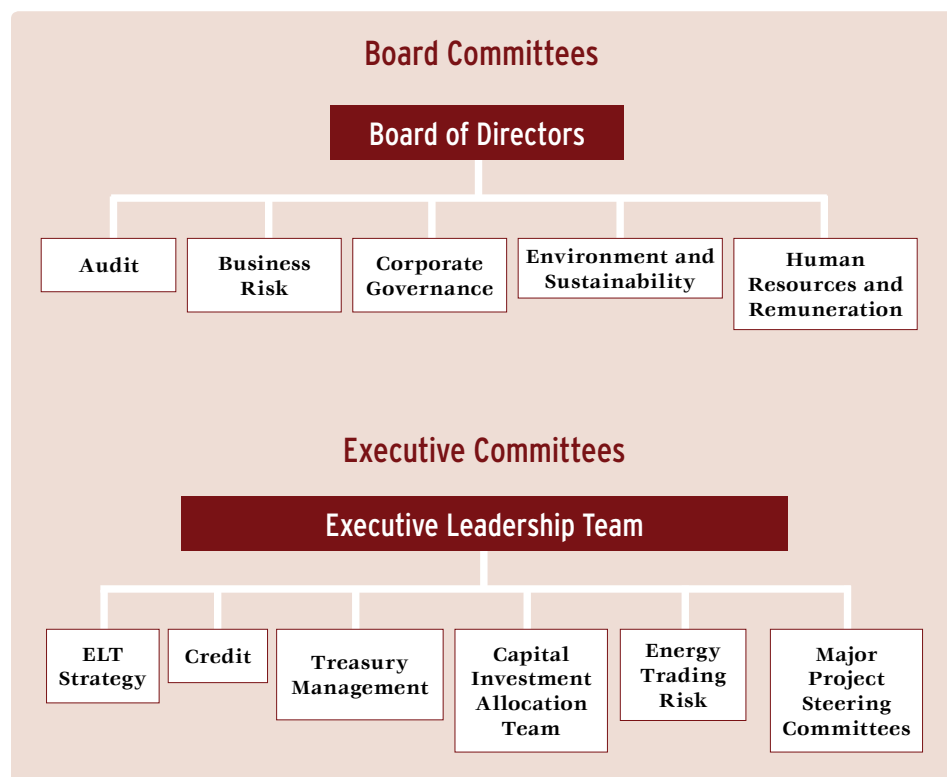 Board Committees
Board of Directors
Audit
Business
Risk
Corporate
Governance
Environment and
Sustainability
Human
Resources and
Remuneration
Executive Committees
Executive Leadership Team
ELT
Strategy
Credit
Treasury
Management
Capital
Investment
Allocation
Team
Energy
Trading
Risk
Major
Project
Steering
Committees